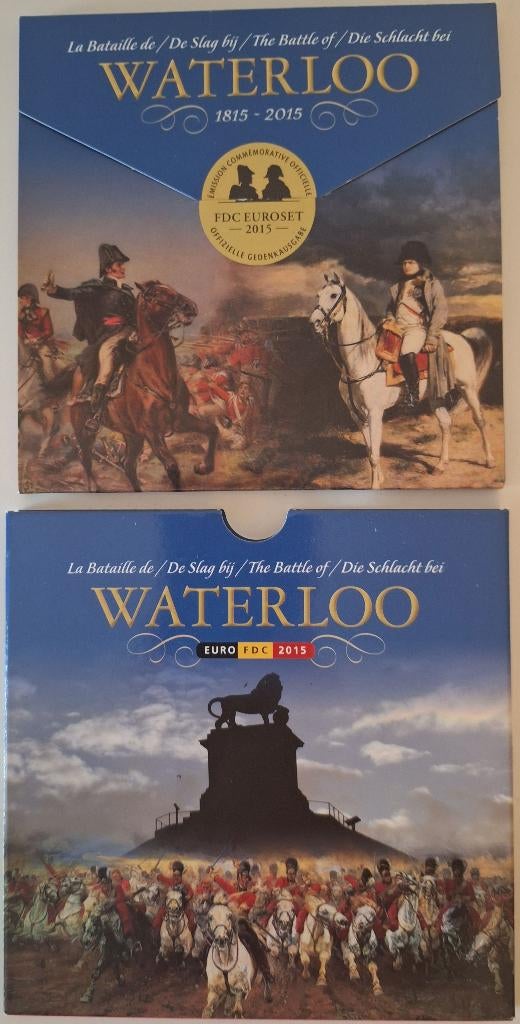 La Bataille de / De Slag bij / The Battle of / Die Schlacht bei
WATERLOO
1815 - 2015
ÉMISSION COMMÉMORATIVE OFFICIELLE
FDC EUROSET
— 2015 —
OFFIZIELLE GEDENKAUSGABE
La Bataille de / De Slag bij / The Battle of / Die Schlacht bei
WATERLOO
EURO FDC 2015